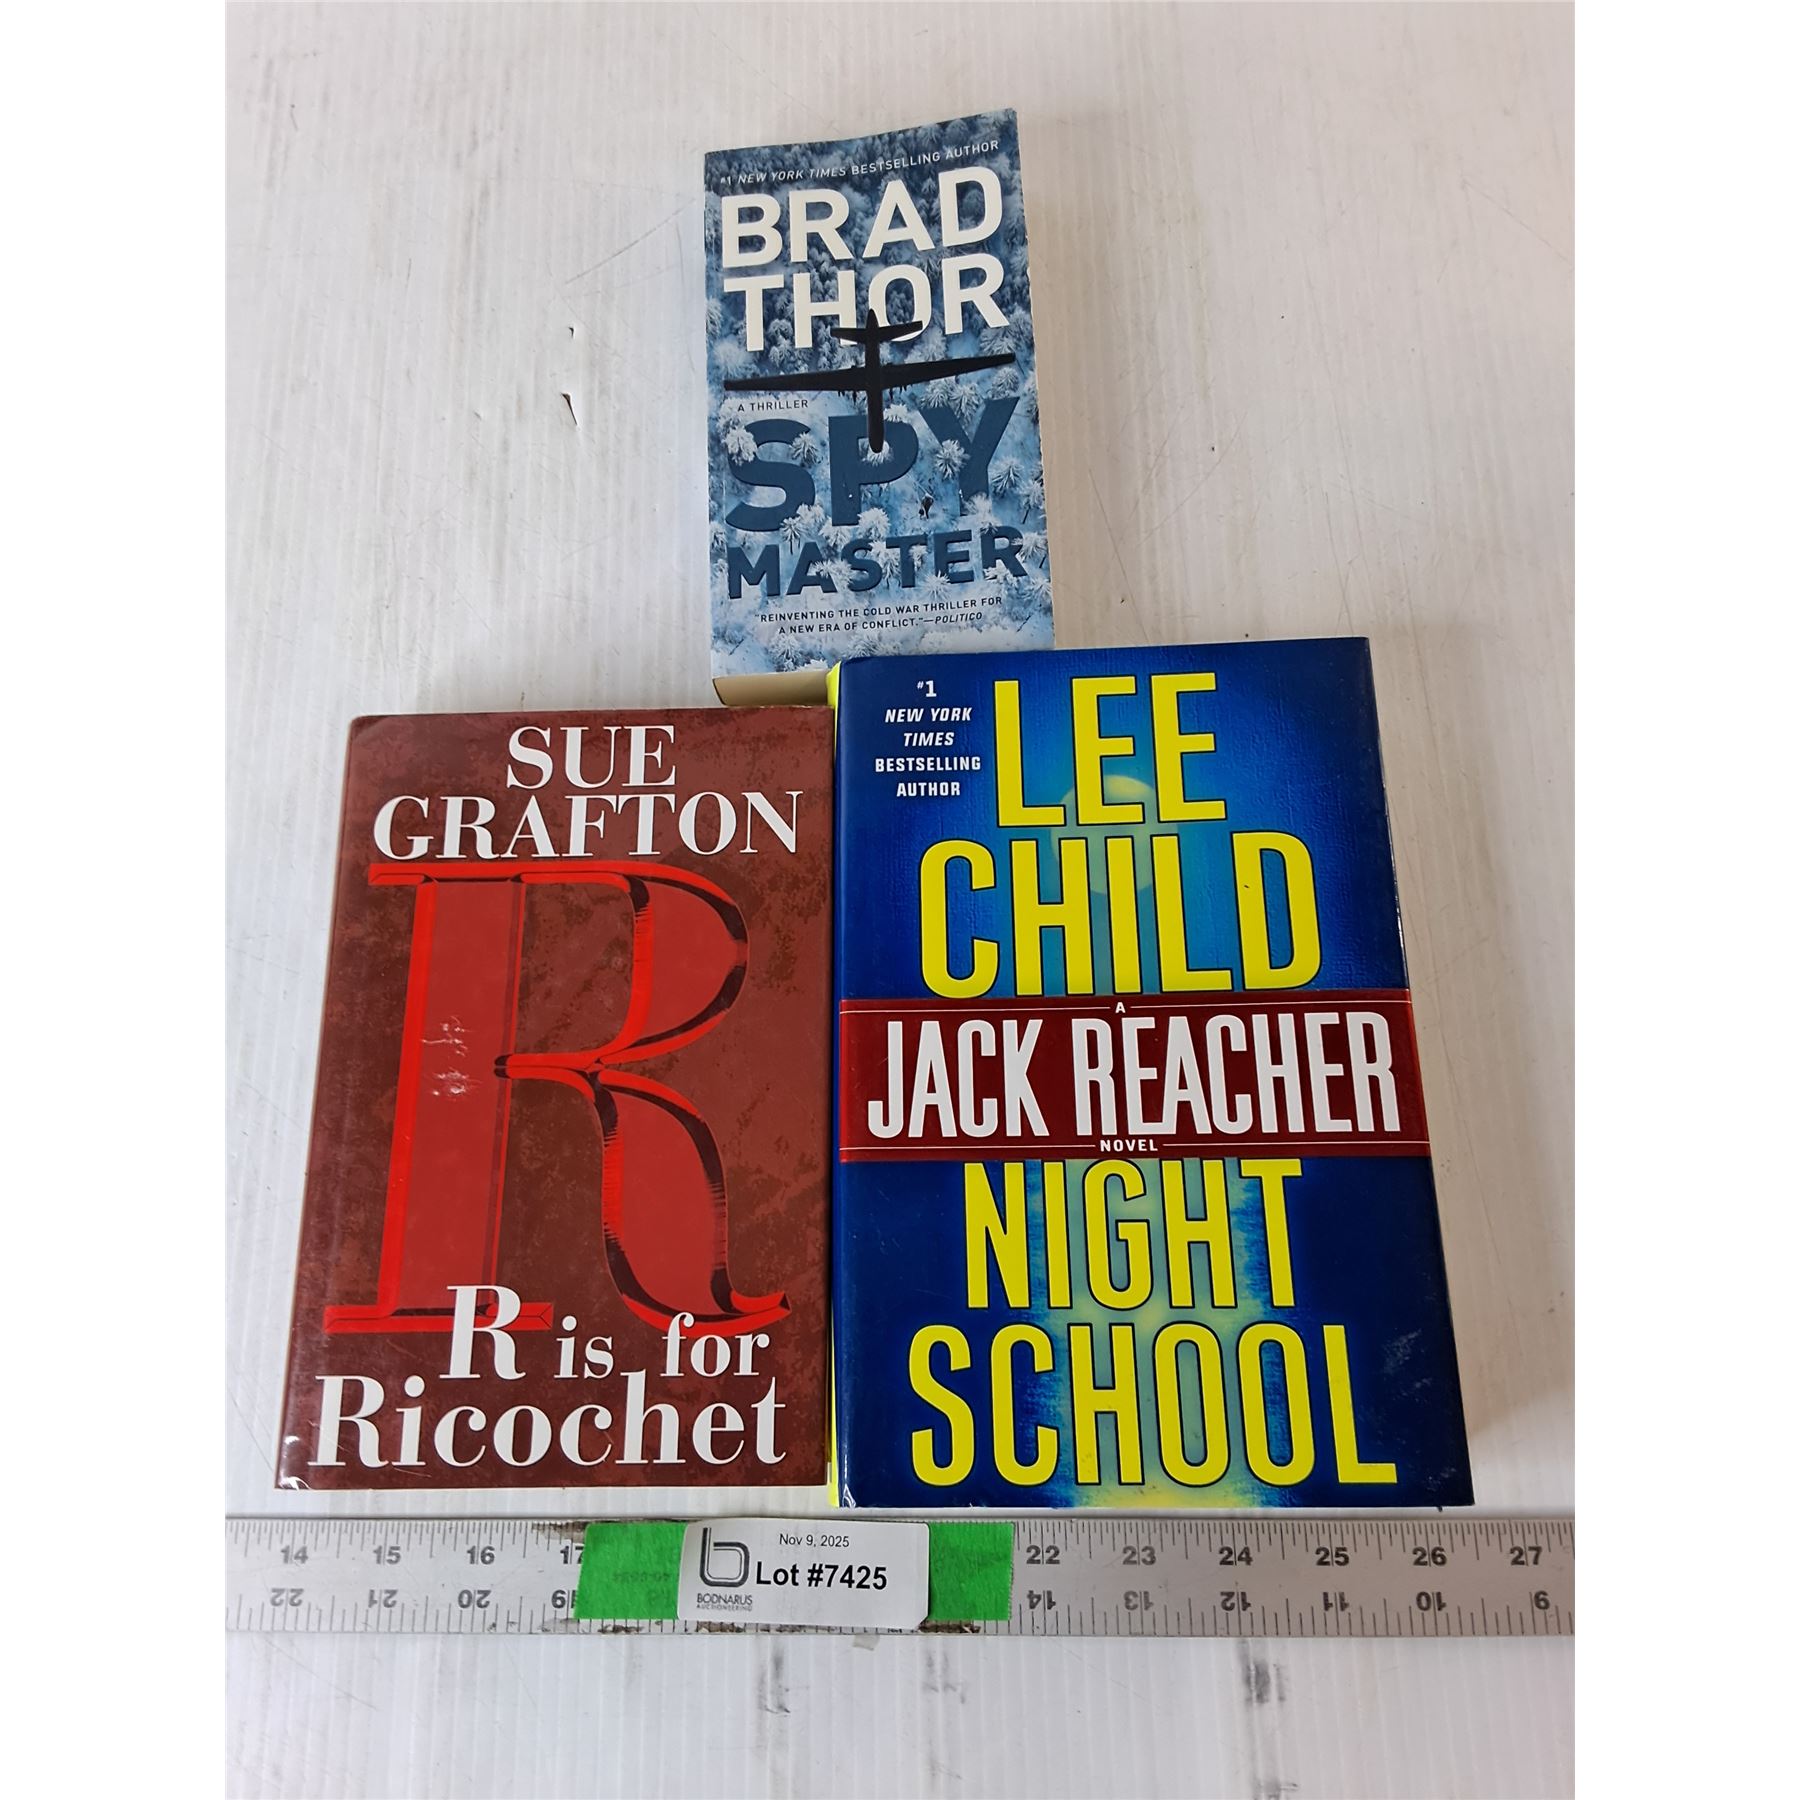 #1 NEW YORK TIMES BESTSELLING AUTHOR
BRAD
THOR
A THRILLER
SPY
MASTER
"REINVENTING THE COLD WAR THRILLER FOR
A NEW ERA OF CONFLICT."—POLITICO
SUE
GRAFTON
R
R is for
Ricochet
#1
NEW YORK
TIMES
BESTSELLING
AUTHOR
LEE
CHILD
A
JACK REACHER
NOVEL
NIGHT
SCHOOL
14 15 16 17 22 23 24 25 26 27
22 21 20 19 14 13 12 11 10 9
Nov 9, 2025
Lot #7425
b
BODNARUS
AUCTIONEERING